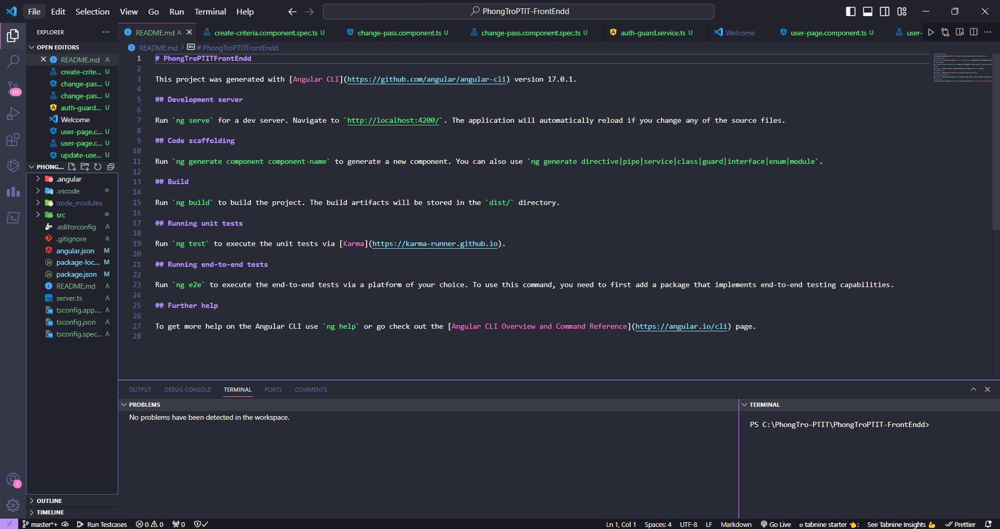 File Edit Selection View Go Run Terminal Help
PhongTroPTIT-FrontEndd
EXPLORER
README.md A
create-criteria.component.spec.ts U
change-pass.component.ts U
change-pass.component.spec.ts U
auth-guard.service.ts U
Welcome
user-page.component.ts U
user-
OPEN EDITORS
README.md A
create-crite... U
change-pas... U
change-pas... U
auth-guard... U
Welcome
user-page.c... U
user-page.c... U
update-use... U
172
PHONG...
.angular
.vscode
node_modules
src
.editorconfig A
.gitignore A
angular.json M
package-loc... M
package.json M
README.md A
server.ts A
tsconfig.app.... A
tsconfig.json A
tsconfig.spec... A
OUTLINE
TIMELINE
1
README.md > # PhongTroPTITFrontEndd
1 # PhongTroPTITFrontEndd
2
3 This project was generated with [Angular CLI](https://github.com/angular/angular-cli) version 17.0.1.
4
5 ## Development server
6
7 Run `ng serve` for a dev server. Navigate to `http://localhost:4200/`. The application will automatically reload if you change any of the source files.
8
9 ## Code scaffolding
10
11 Run `ng generate component component-name` to generate a new component. You can also use `ng generate directive|pipe|service|class|guard|interface|enum|module`.
12
13 ## Build
14
15 Run `ng build` to build the project. The build artifacts will be stored in the `dist/` directory.
16
17 ## Running unit tests
18
19 Run `ng test` to execute the unit tests via [Karma](https://karma-runner.github.io).
20
21 ## Running end-to-end tests
22
23 Run `ng e2e` to execute the end-to-end tests via a platform of your choice. To use this command, you need to first add a package that implements end-to-end testing capabilities.
24
25 ## Further help
26
27 To get more help on the Angular CLI use `ng help` or go check out the [Angular CLI Overview and Command Reference](https://angular.io/cli) page.
28
OUTPUT DEBUG CONSOLE TERMINAL PORTS COMMENTS
PROBLEMS
No problems have been detected in the workspace.
TERMINAL
PS C:\PhongTro-PTIT\PhongTroPTIT-FrontEndd>
master*+ Run Testcases 0 0 0
Ln 1, Col 1 Spaces: 4 UTF-8 LF Markdown Go Live tabnine starter See Tabnine Insights Prettier